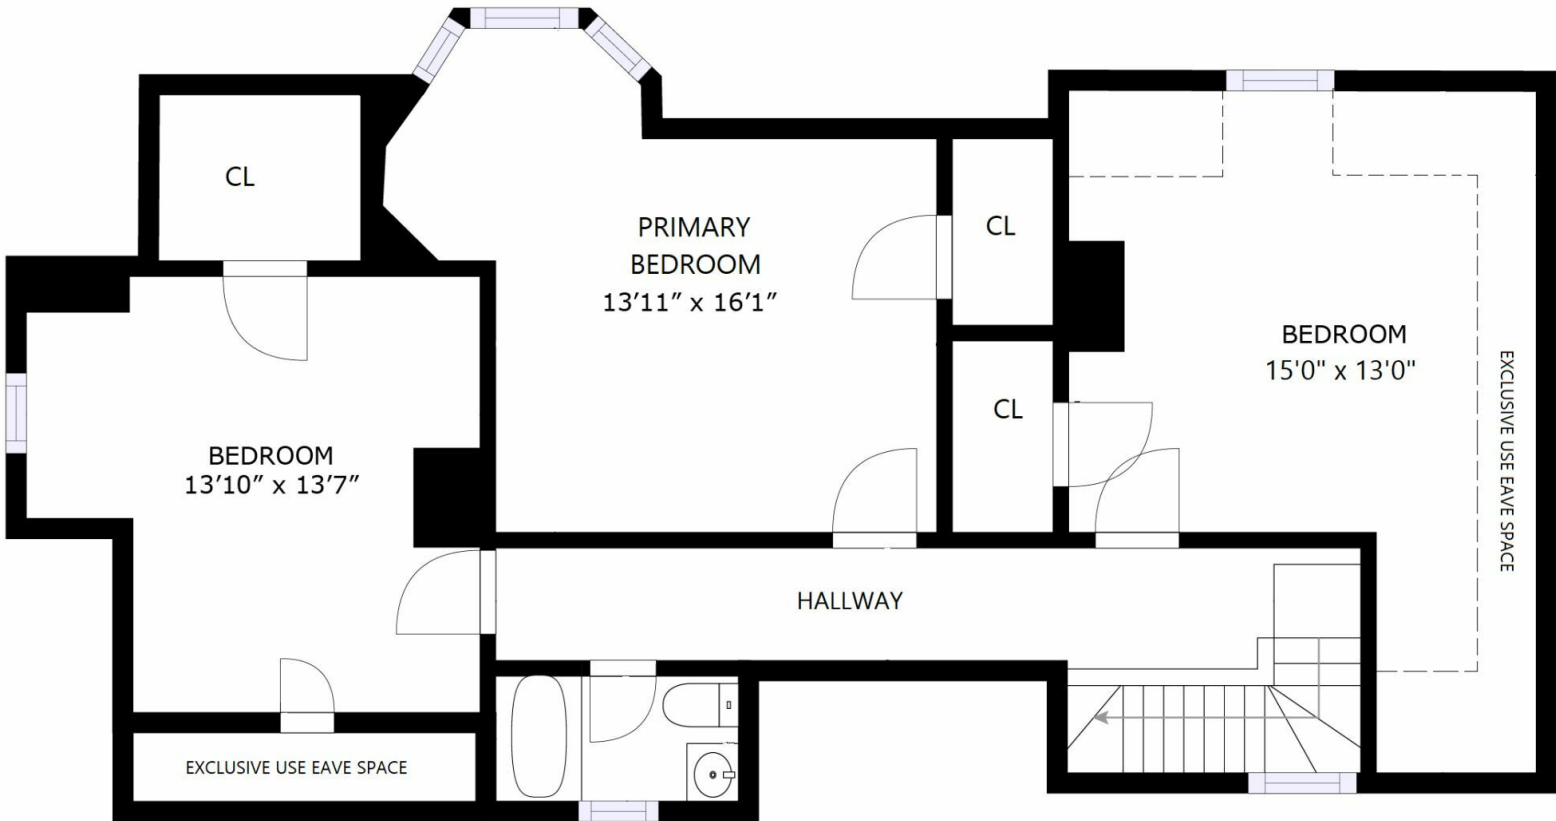 CL
PRIMARY
BEDROOM
13'11" x 16'1"
CL
BEDROOM
15'0" x 13'0"
EXCLUSIVE USE EAVE SPACE
CL
BEDROOM
13'10" x 13'7"
HALLWAY
EXCLUSIVE USE EAVE SPACE